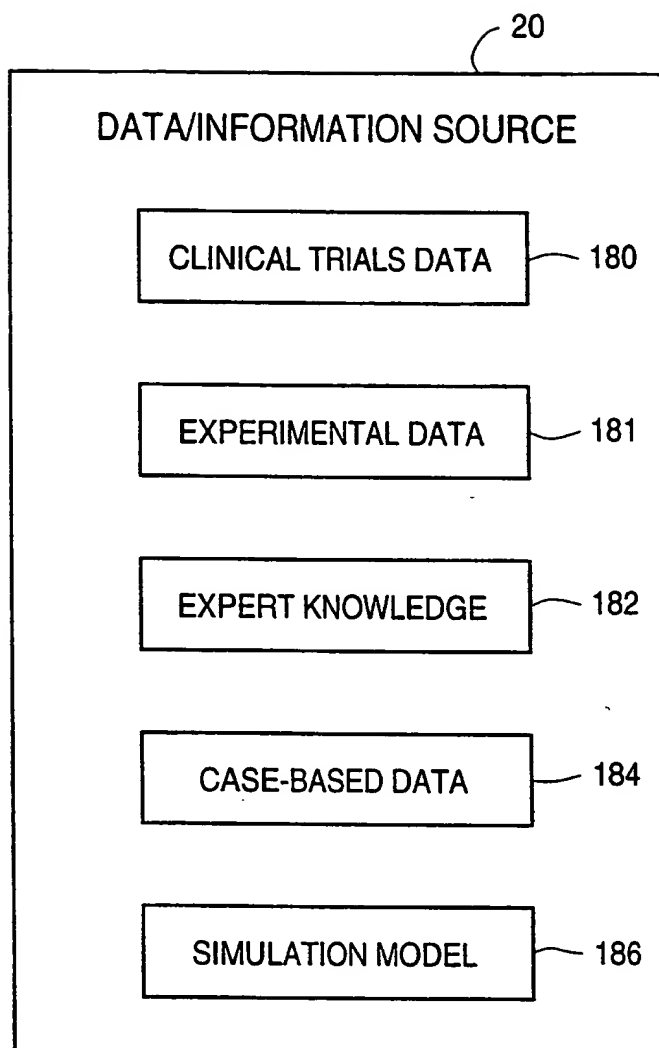 20
DATA/INFORMATION SOURCE
CLINICAL TRIALS DATA 180
EXPERIMENTAL DATA 181
EXPERT KNOWLEDGE 182
CASE-BASED DATA 184
SIMULATION MODEL 186